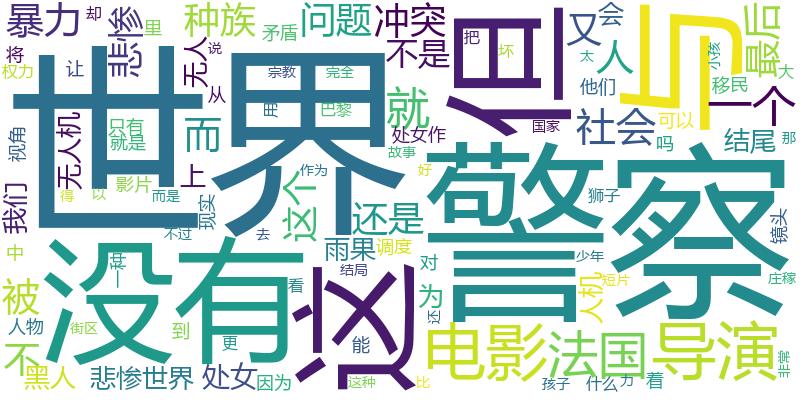 暴力 却 里 种族 问题 冲突 但 又 会 与 最后
将 悲惨 矛盾 不是 把 人 小孩 坏
权力 让 无人 说 宗教 完全 就 太 他们 移民 大
世界 从 用 巴黎 国家 一个
视角 只有 就是 无人机 而 处女作 社会 可以 结尾 那
我们 影片 上 这个 故事 警察 吗
得 以 而是 现实 作为 还是 好 狮子 镜头
中 没有 不过 去 雨果 调度 少年
一种 结局 这 对 人机 短片 庄稼
被 到 看 为 还
人物 街区 更 能 电影 法国 导演
不 黑人 悲惨世界 处女 因为 这种 比 孩子 什么 力 着 非常